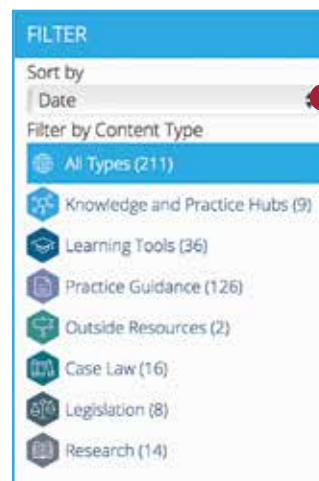 FILTER
Sort by
Date
Filter by Content Type
All Types (211)
Knowledge and Practice Hubs (9)
Learning Tools (36)
Practice Guidance (126)
Outside Resources (2)
Case Law (16)
Legislation (8)
Research (14)